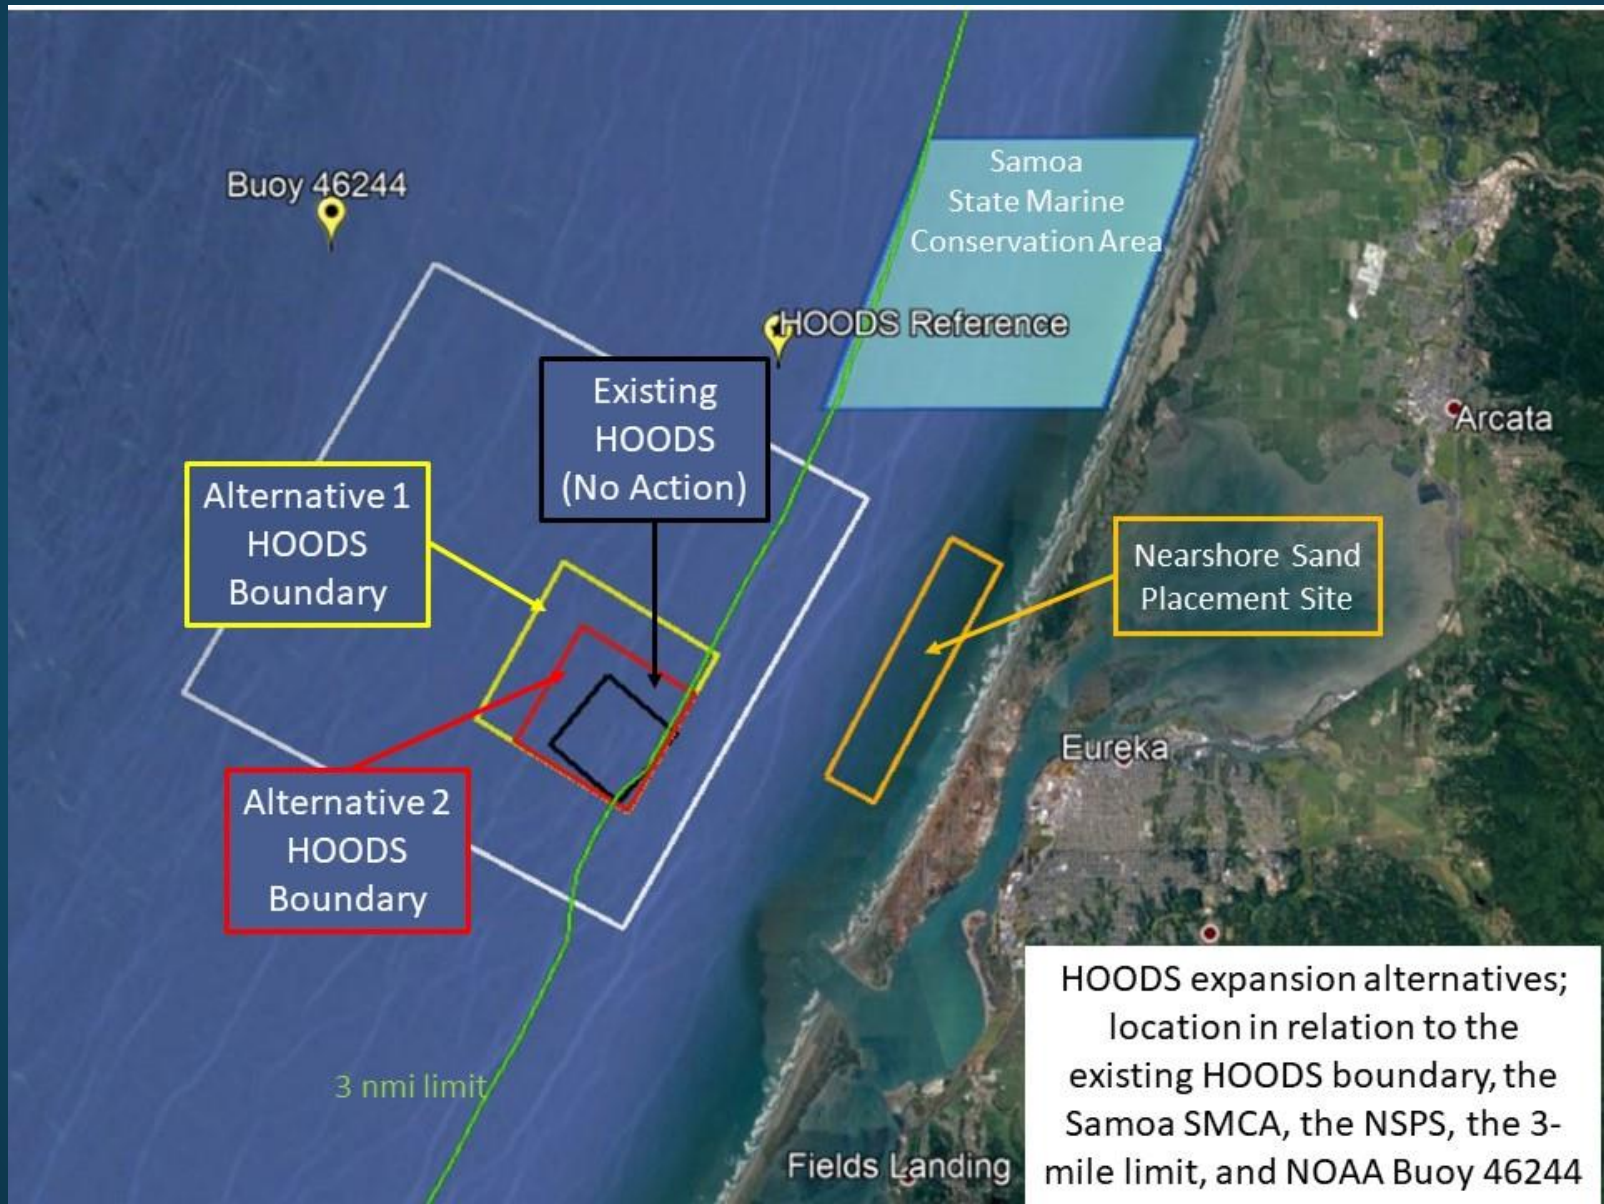 Samoa
State Marine
Conservation Area
Buoy 46244
HOODS Reference
Existing
HOODS
(No Action)
Arcata
Alternative 1
HOODS
Boundary
Nearshore Sand
Placement Site
Eureka
Alternative 2
HOODS
Boundary
3 nmi limit
Fields Landing
HOODS expansion alternatives;
location in relation to the
existing HOODS boundary, the
Samoa SMCA, the NSPS, the 3-
mile limit, and NOAA Buoy 46244